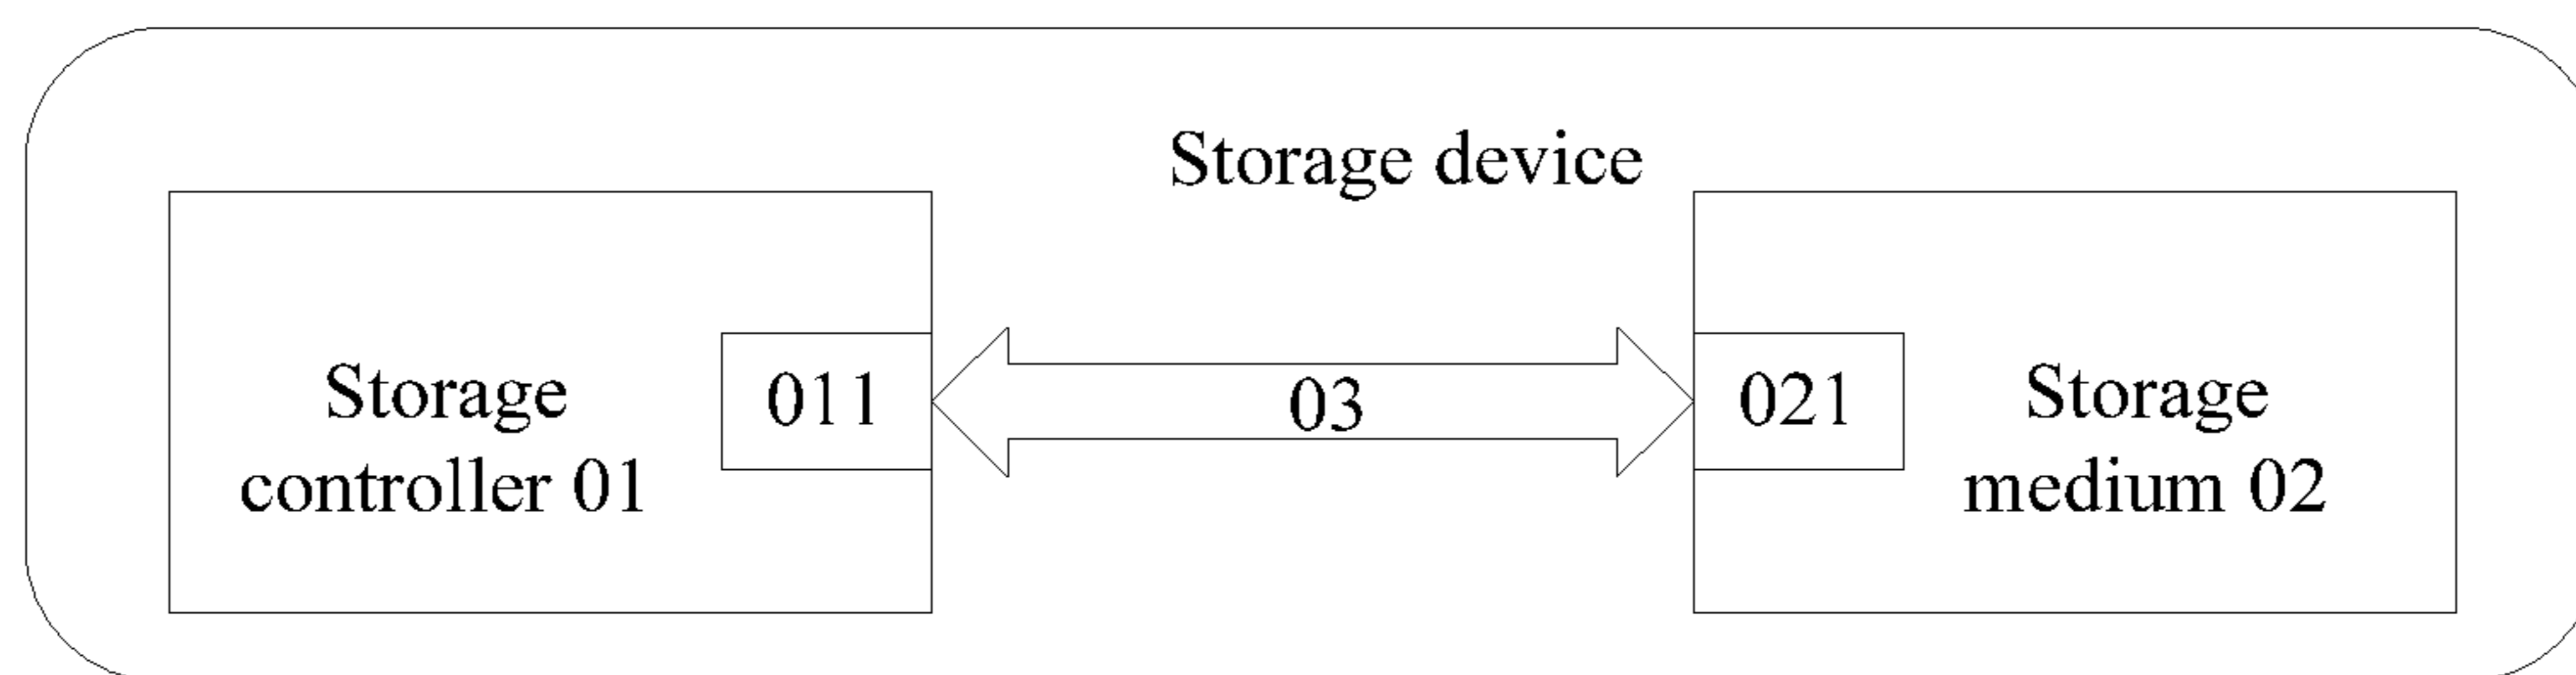 Storage device
Storage
controller 01
011
03
021
Storage
medium 02